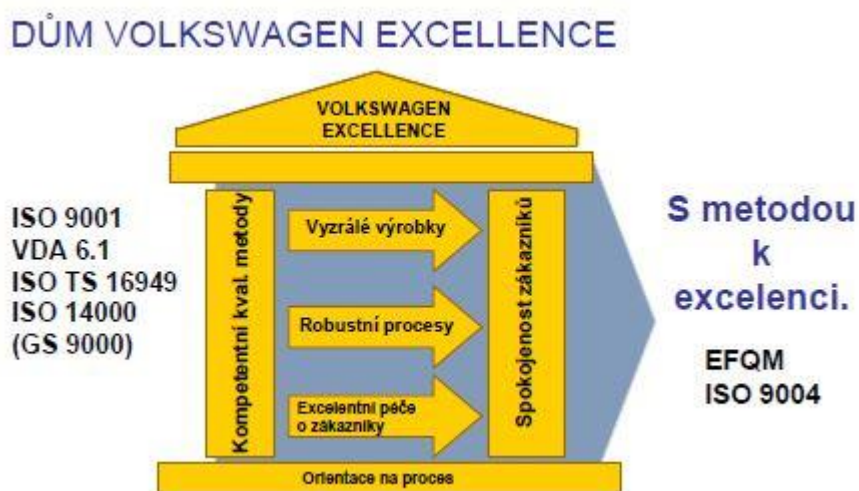 DŮM VOLKSWAGEN EXCELLENCE
VOLKSWAGEN
EXCELLENCE
ISO 9001
VDA 6.1
ISO TS 16949
ISO 14000
(GS 9000)
Kompetentní kval. metody
Vyzrálé výrobky
Robustní procesy
Excelentní péče
o zákazníky
Spokojenost zákazníků
Orientace na proces
S metodou
k
excelenci.
EFQM
ISO 9004